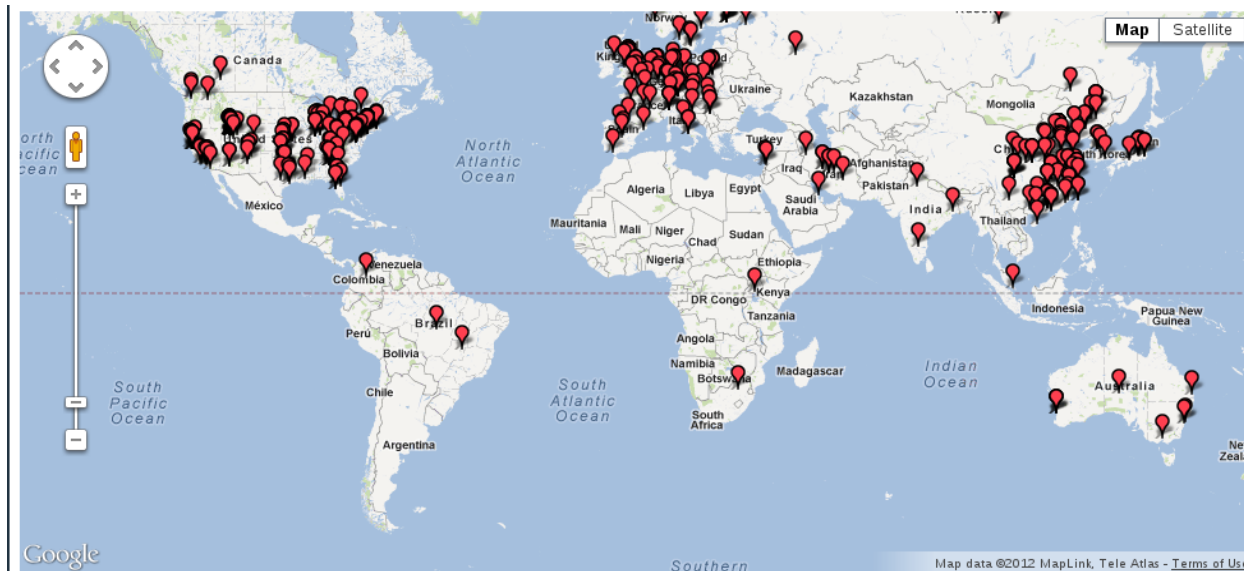 Norway
Map Satellite
Canada
Kingdom
Poland
Ukraine
Kazakhstan
Mongolia
North
Atlantic
Ocean
Turkey
Iraq
Afghanistan
Pakistan
México
Algeria
Libya
Egypt
Saudi
Arabia
India
Thailand
Mauritania
Mali
Niger
Chad
Sudan
Nigeria
Ethiopia
Venezuela
Colombia
DR Congo
Kenya
Tanzania
Indonesia
Papua New
Guinea
Brazil
Perú
Bolivia
Angola
Namibia
Botswana
Madagascar
Indian
Ocean
Australia
South
Pacific
Ocean
Chile
South
Atlantic
Ocean
South
Africa
Argentina
Google
Southern
Map data ©2012 MapLink, Tele Atlas - Terms of Use